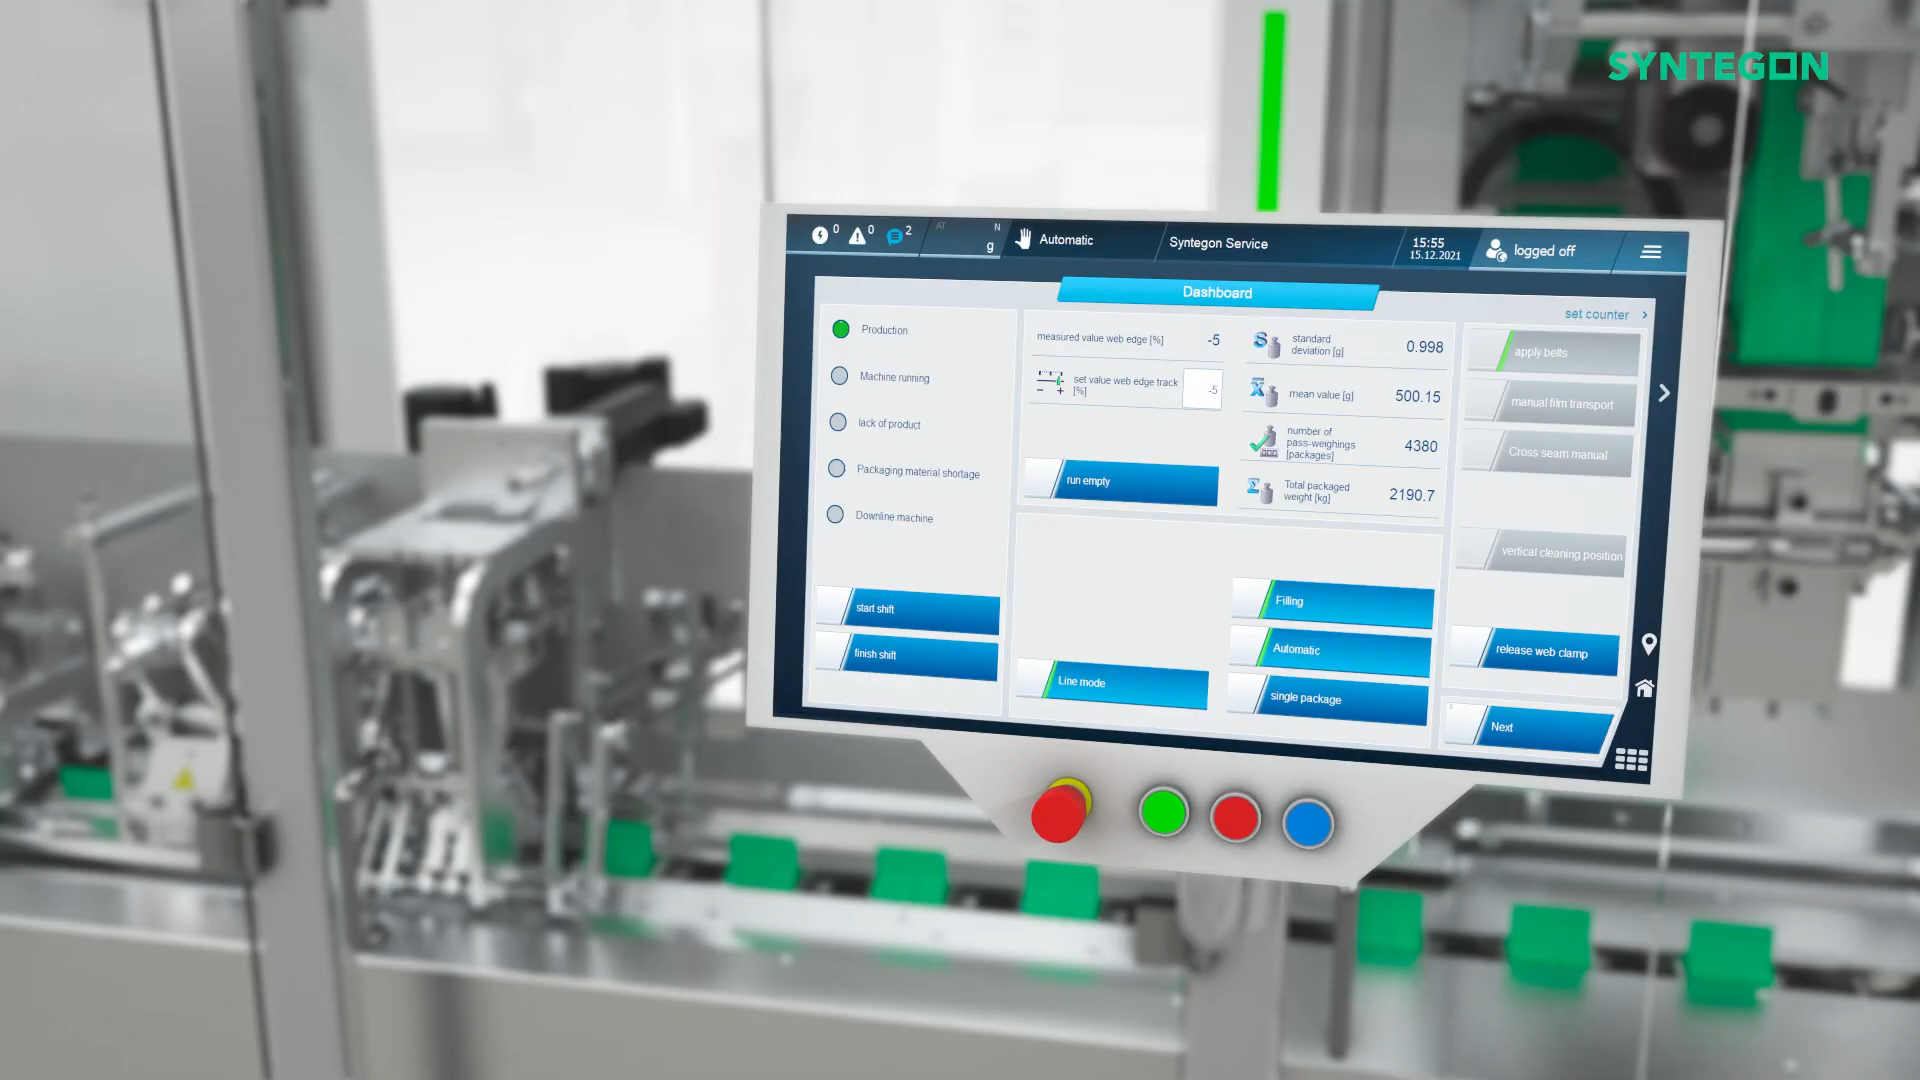 SYNTEGON
0 0 2 AT N g Automatic Syntegon Service 15:55 15.12.2021 logged off
Dashboard
set counter
Production
Machine running
lack of product
Packaging material shortage
Downline machine
start shift
finish shift
measured value web edge [%] -5
set value web edge track
[%]
-5
run empty
standard
deviation [g]
0.998
mean value [g] 500.15
number of
pass-weighings
[packages]
4380
Total packaged
weight [kg]
2190.7
Line mode
Filling
Automatic
single package
apply belts
manual film transport
Cross seam manual
vertical cleaning position
release web clamp
Next